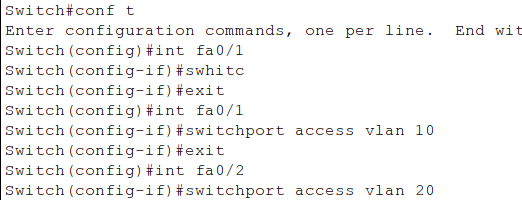 Switch#conf t
Enter configuration commands, one per line.  End wit
Switch(config)#int fa0/1
Switch(config-if)#swhitc
Switch(config-if)#exit
Switch(config)#int fa0/1
Switch(config-if)#switchport access vlan 10
Switch(config-if)#exit
Switch(config)#int fa0/2
Switch(config-if)#switchport access vlan 20